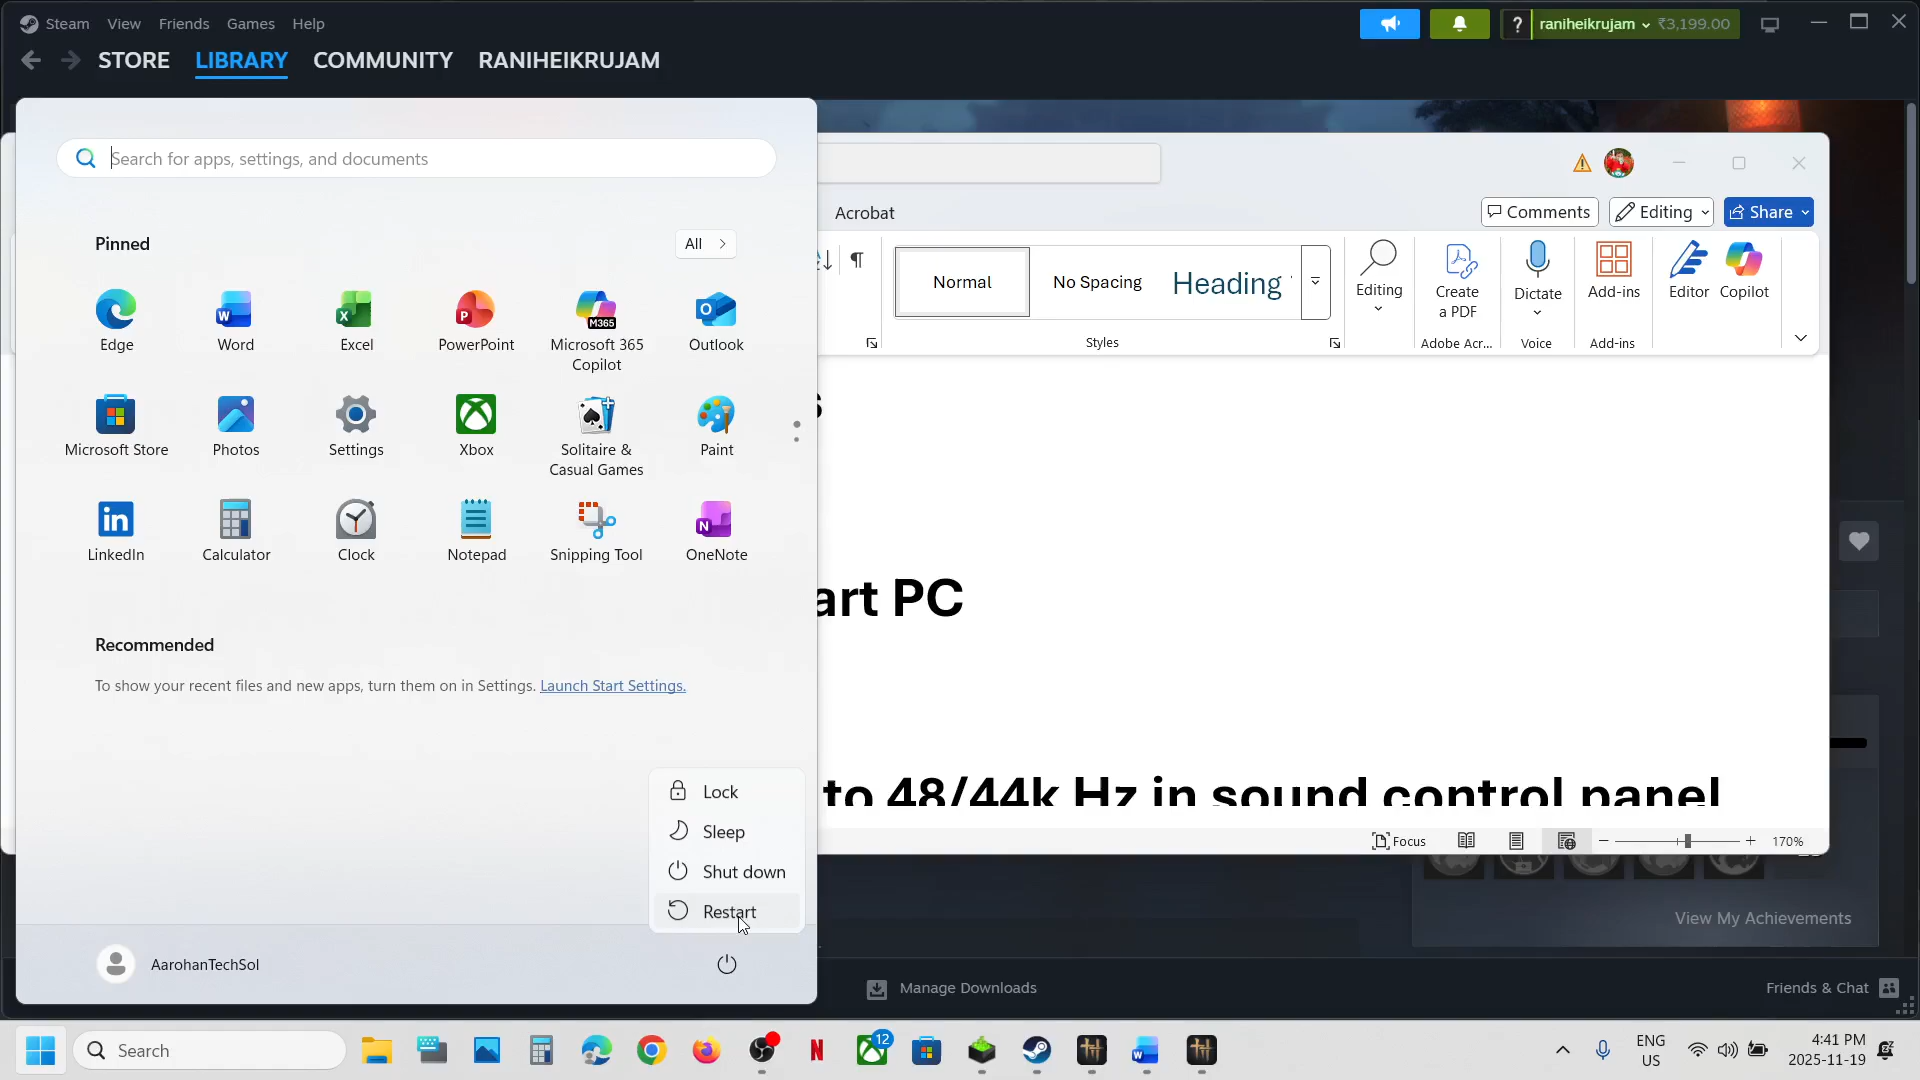 Steam View Friends Games Help
? raniheikrujam ₹3,199.00
STORE LIBRARY COMMUNITY RANIHEIKRUJAM
Search for apps, settings, and documents
Pinned
All
Edge Word Excel PowerPoint Microsoft 365 Copilot Outlook
M365
Microsoft Store Photos Settings Xbox Solitaire & Casual Games Paint
LinkedIn Calculator Clock Notepad Snipping Tool OneNote
Recommended
To show your recent files and new apps, turn them on in Settings. Launch Start Settings.
Lock
Sleep
Shut down
Restart
AarohanTechSol
Acrobat
Comments Editing Share
Normal No Spacing Heading
Editing Create a PDF Dictate Add-ins Editor Copilot
Styles Adobe Acr... Voice Add-ins
art PC
to 48/44k Hz in sound control panel
Focus 170%
View My Achievements
Manage Downloads Friends & Chat
Search
12
ENG
US
4:41 PM
2025-11-19